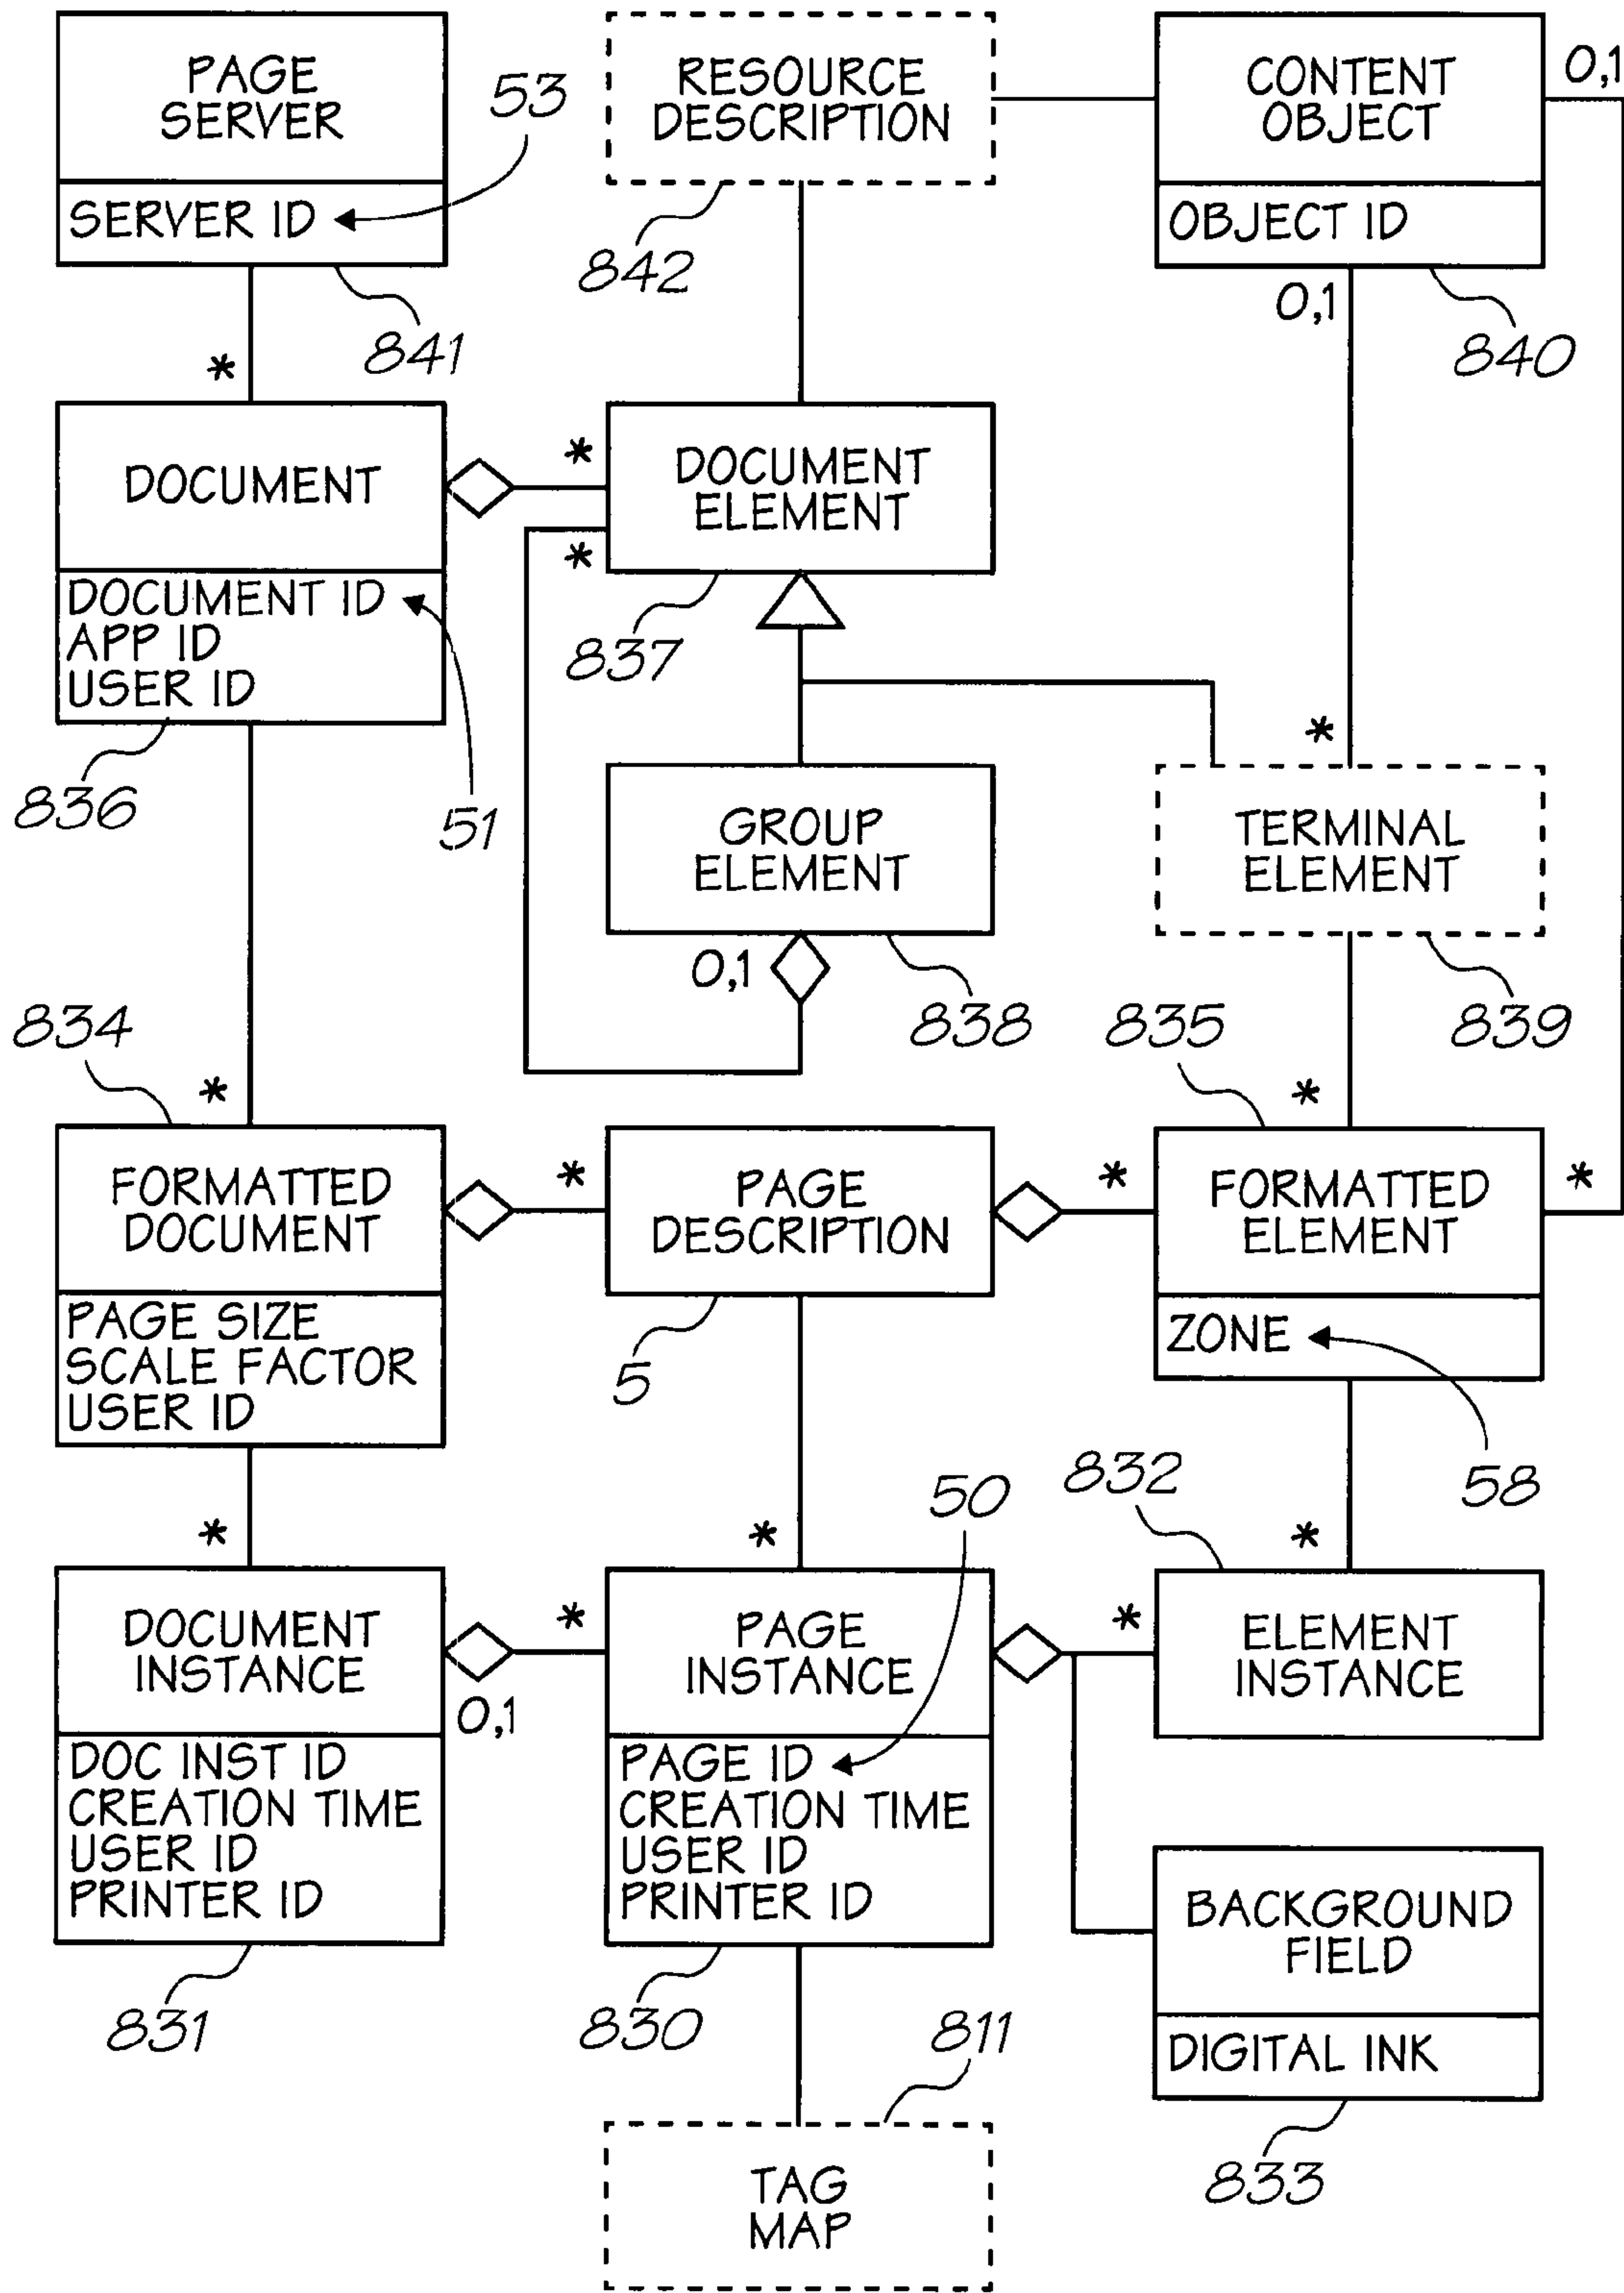 PAGE
SERVER
53
SERVER ID
841
RESOURCE
DESCRIPTION
842
CONTENT
OBJECT
0,1
OBJECT ID
0,1
840
*
DOCUMENT
DOCUMENT ID
APP ID
USER ID
836
51
*
DOCUMENT
ELEMENT
*
837
GROUP
ELEMENT
0,1
838
*
TERMINAL
ELEMENT
839
834
*
FORMATTED
DOCUMENT
PAGE SIZE
SCALE FACTOR
USER ID
*
PAGE
DESCRIPTION
5
835
*
*
FORMATTED
ELEMENT
*
ZONE
58
*
DOCUMENT
INSTANCE
0,1
DOC INST ID
CREATION TIME
USER ID
PRINTER ID
831
50
*
*
PAGE
INSTANCE
PAGE ID
CREATION TIME
USER ID
PRINTER ID
830
832
*
*
ELEMENT
INSTANCE
BACKGROUND
FIELD
DIGITAL INK
833
811
TAG
MAP